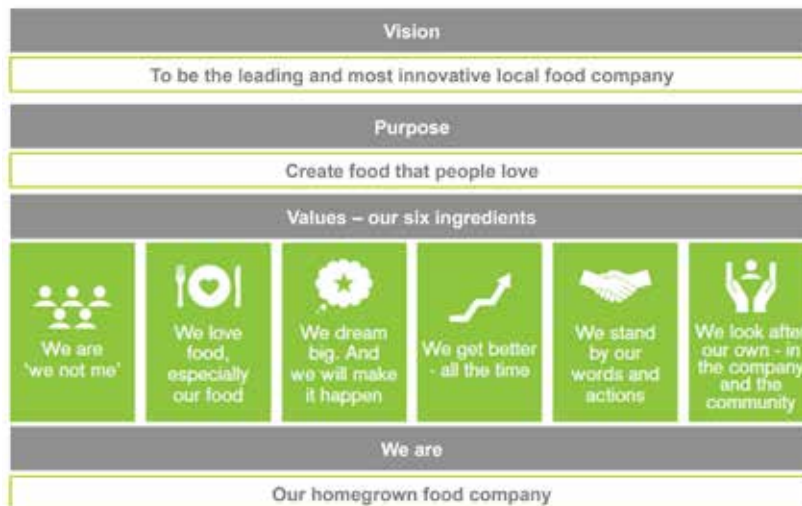 Vision
To be the leading and most innovative local food company
Purpose
Create food that people love
Values – our six ingredients
We are
'we not me'
We love
food,
especially
our food
We dream
big. And
we will make
it happen
We get better
- all the time
We stand
by our
words and
actions
We look after
our own - in
the company
and the
community
We are
Our homegrown food company